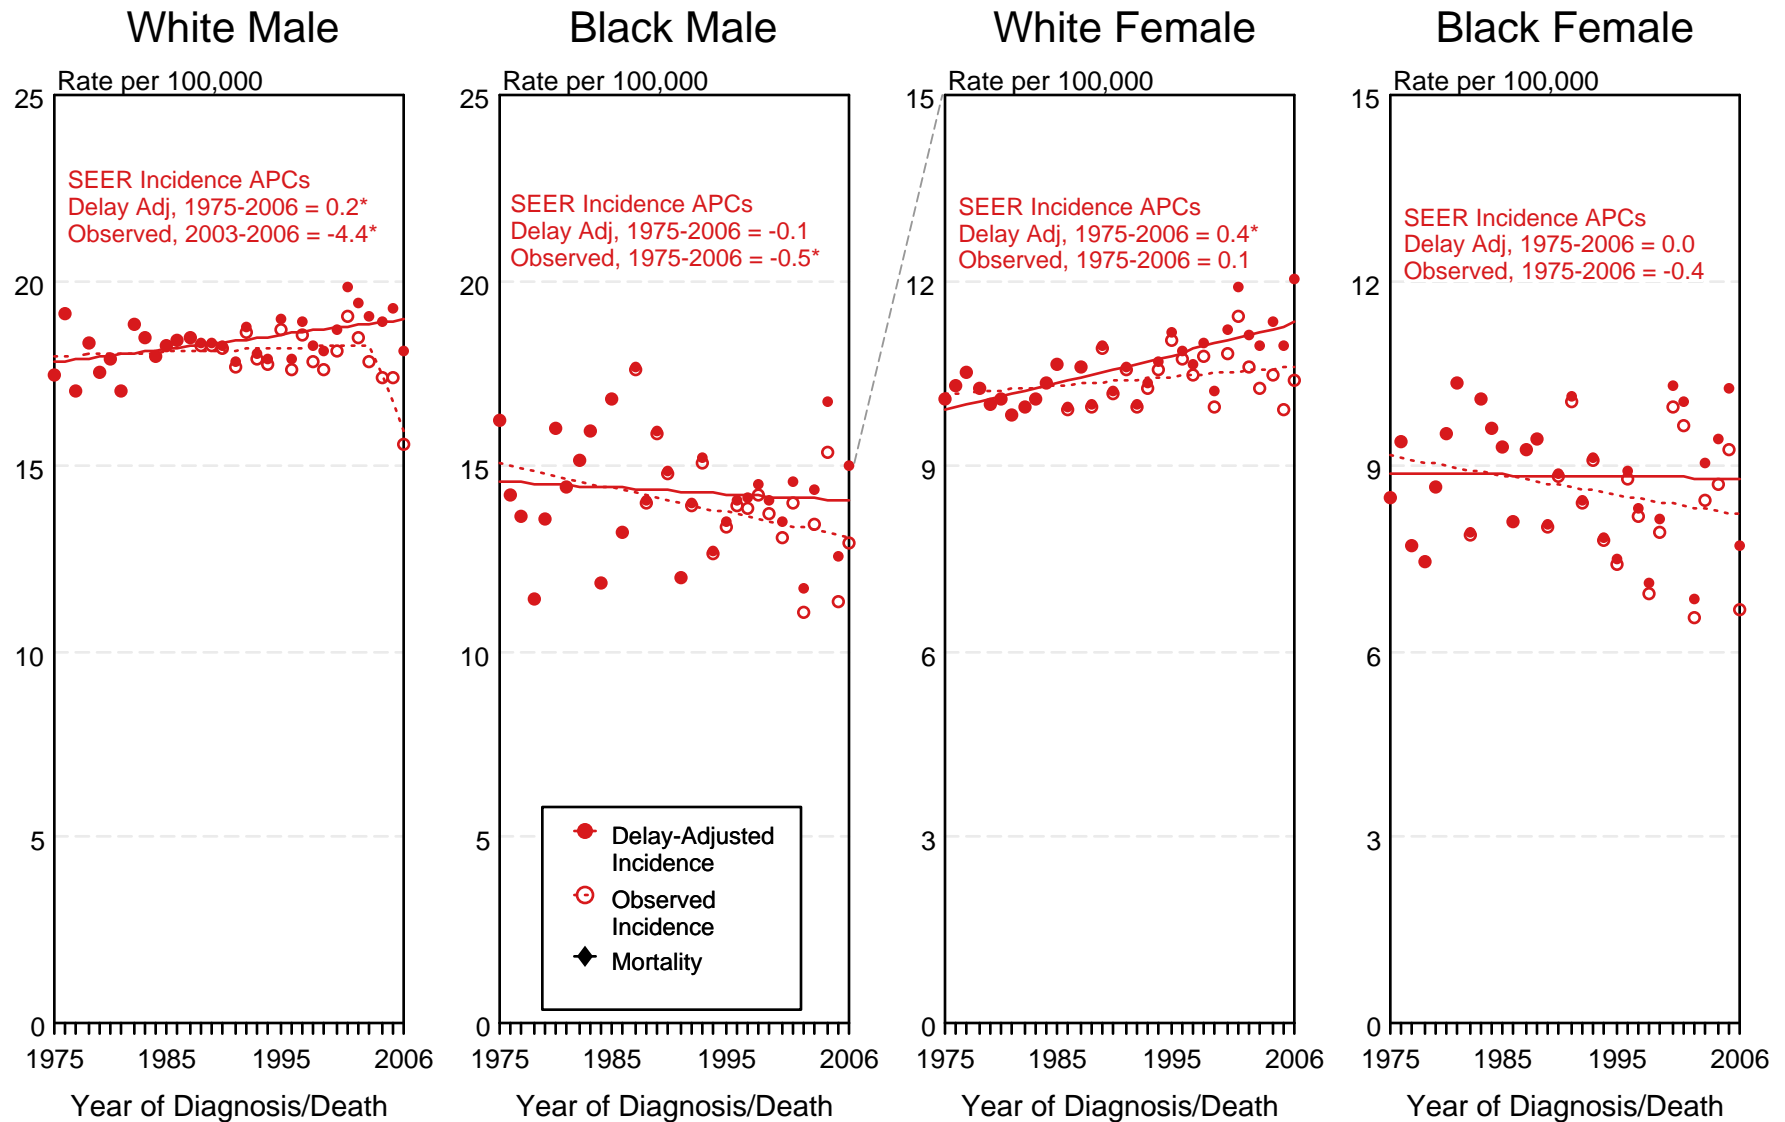 White Male
Black Male
White Female
Black Female
Rate per 100,000
Rate per 100,000
Rate per 100,000
Rate per 100,000
25
20
15
10
5
0
SEER Incidence APCs
Delay Adj, 1975-2006 = 0.2*
Observed, 2003-2006 = -4.4*
1975
1985
1995
2006
Year of Diagnosis/Death
25
20
15
10
5
0
SEER Incidence APCs
Delay Adj, 1975-2006 = -0.1
Observed, 1975-2006 = -0.5*
Delay-Adjusted
Incidence
Observed
Incidence
Mortality
1975
1985
1995
2006
Year of Diagnosis/Death
15
12
9
6
3
0
SEER Incidence APCs
Delay Adj, 1975-2006 = 0.4*
Observed, 1975-2006 = 0.1
1975
1985
1995
2006
Year of Diagnosis/Death
15
12
9
6
3
0
SEER Incidence APCs
Delay Adj, 1975-2006 = 0.0
Observed, 1975-2006 = -0.4
1975
1985
1995
2006
Year of Diagnosis/Death